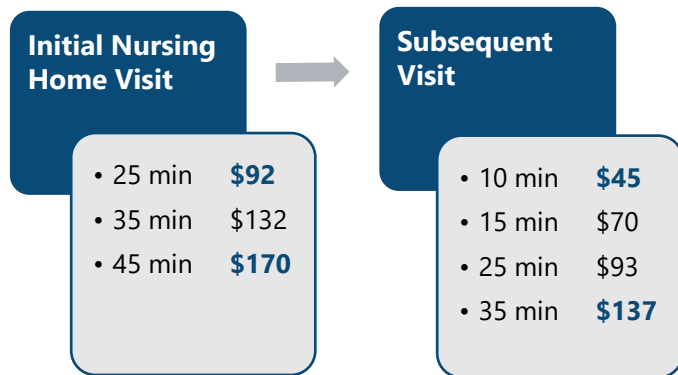 Initial Nursing
Home Visit
• 25 min $92
• 35 min $132
• 45 min $170
Subsequent
Visit
• 10 min $45
• 15 min $70
• 25 min $93
• 35 min $137